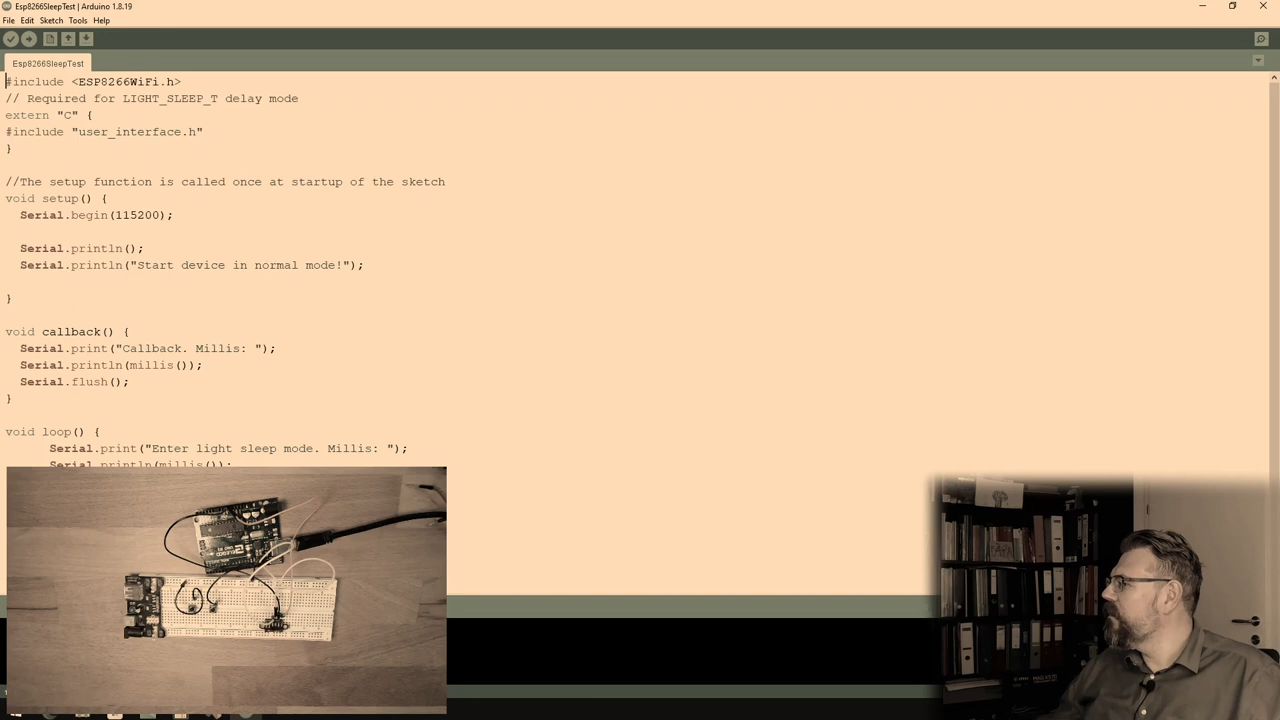 Esp8266SleepTest | Arduino 1.8.19
File Edit Sketch Tools Help
Esp8266SleepTest
#include <ESP8266WiFi.h>
// Required for LIGHT_SLEEP_T delay mode
extern "C" {
#include "user_interface.h"
}
//The setup function is called once at startup of the sketch
void setup() {
Serial.begin(115200);
Serial.println();
Serial.println("Start device in normal mode!");
}
void callback() {
Serial.print("Callback. Millis: ");
Serial.println(millis());
Serial.flush();
}
void loop() {
Serial.print("Enter light sleep mode. Millis: ");
Serial.println(millis());